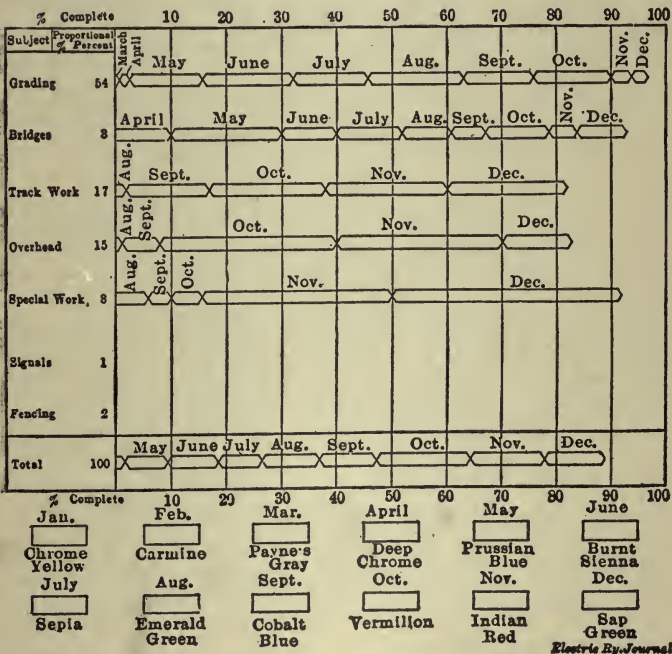 % Complete 10 20 30 40 50 60 70 80 90 100
Subject Proportional % Percent
March April May June July Aug. Sept. Oct. Nov. Dec.
Grading 54
April May June July Aug. Sept. Oct. Nov. Dec.
Bridges 8
Aug. Sept. Oct. Nov. Dec.
Track Work 17
Aug. Sept. Oct. Nov. Dec.
Overhead 15
Aug. Sept. Oct. Nov. Dec.
Special Work, 8
Signals 1
Fencing 2
May June July Aug. Sept. Oct. Nov. Dec.
Total 100
% Complete 10 20 30 40 50 60 70 80 90 100
Jan. Feb. Mar. April May June
Chrome Yellow Carmine Payne's Gray Deep Chrome Prussian Blue Burnt Sienna
July Aug. Sept. Oct. Nov. Dec.
Sepia Emerald Green Cobalt Blue Vermilion Indian Red Sap Green
Electric Ry. Journal